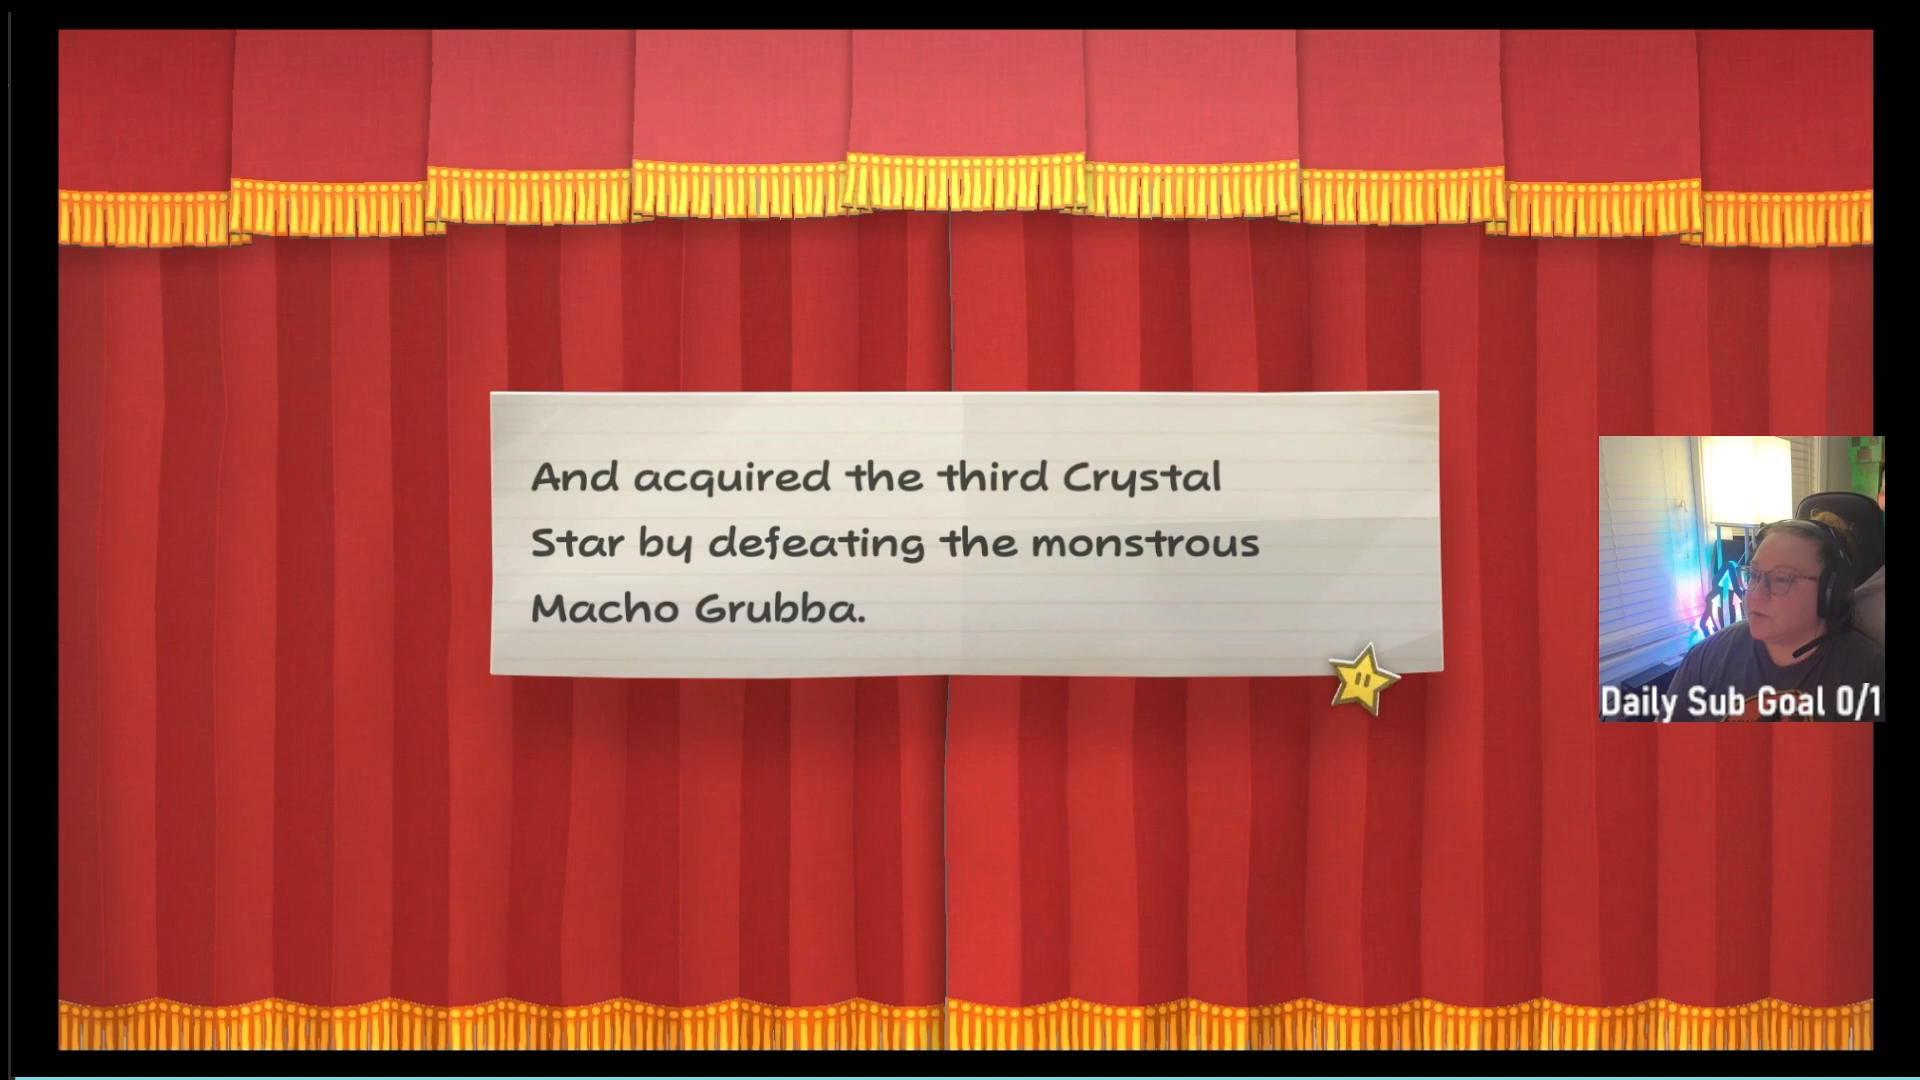 And acquired the third Crystal
Star by defeating the monstrous
Macho Grubba.
Daily Sub Goal 0/1